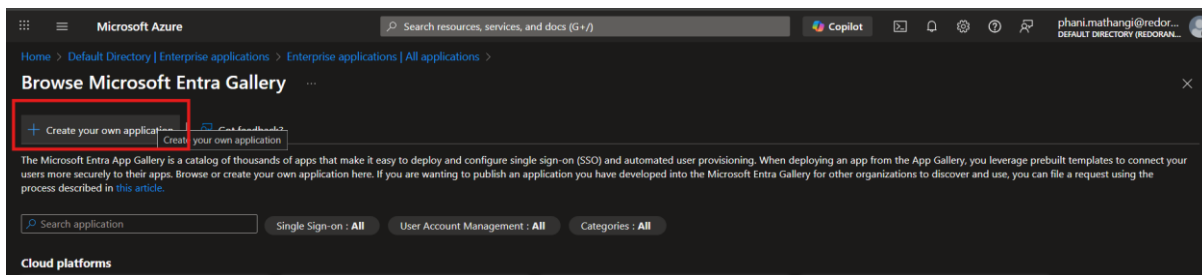 Microsoft Azure
Search resources, services, and docs (G+/)
Copilot
phani.mathangi@redor...
DEFAULT DIRECTORY (REDORAN...
Home > Default Directory | Enterprise applications > Enterprise applications | All applications >
Browse Microsoft Entra Gallery ...
+ Create your own application
Got feedback?
Create your own application
The Microsoft Entra App Gallery is a catalog of thousands of apps that make it easy to deploy and configure single sign-on (SSO) and automated user provisioning. When deploying an app from the App Gallery, you leverage prebuilt templates to connect your
users more securely to their apps. Browse or create your own application here. If you are wanting to publish an application you have developed into the Microsoft Entra Gallery for other organizations to discover and use, you can file a request using the
process described in this article.
Search application
Single Sign-on : All
User Account Management : All
Categories : All
Cloud platforms